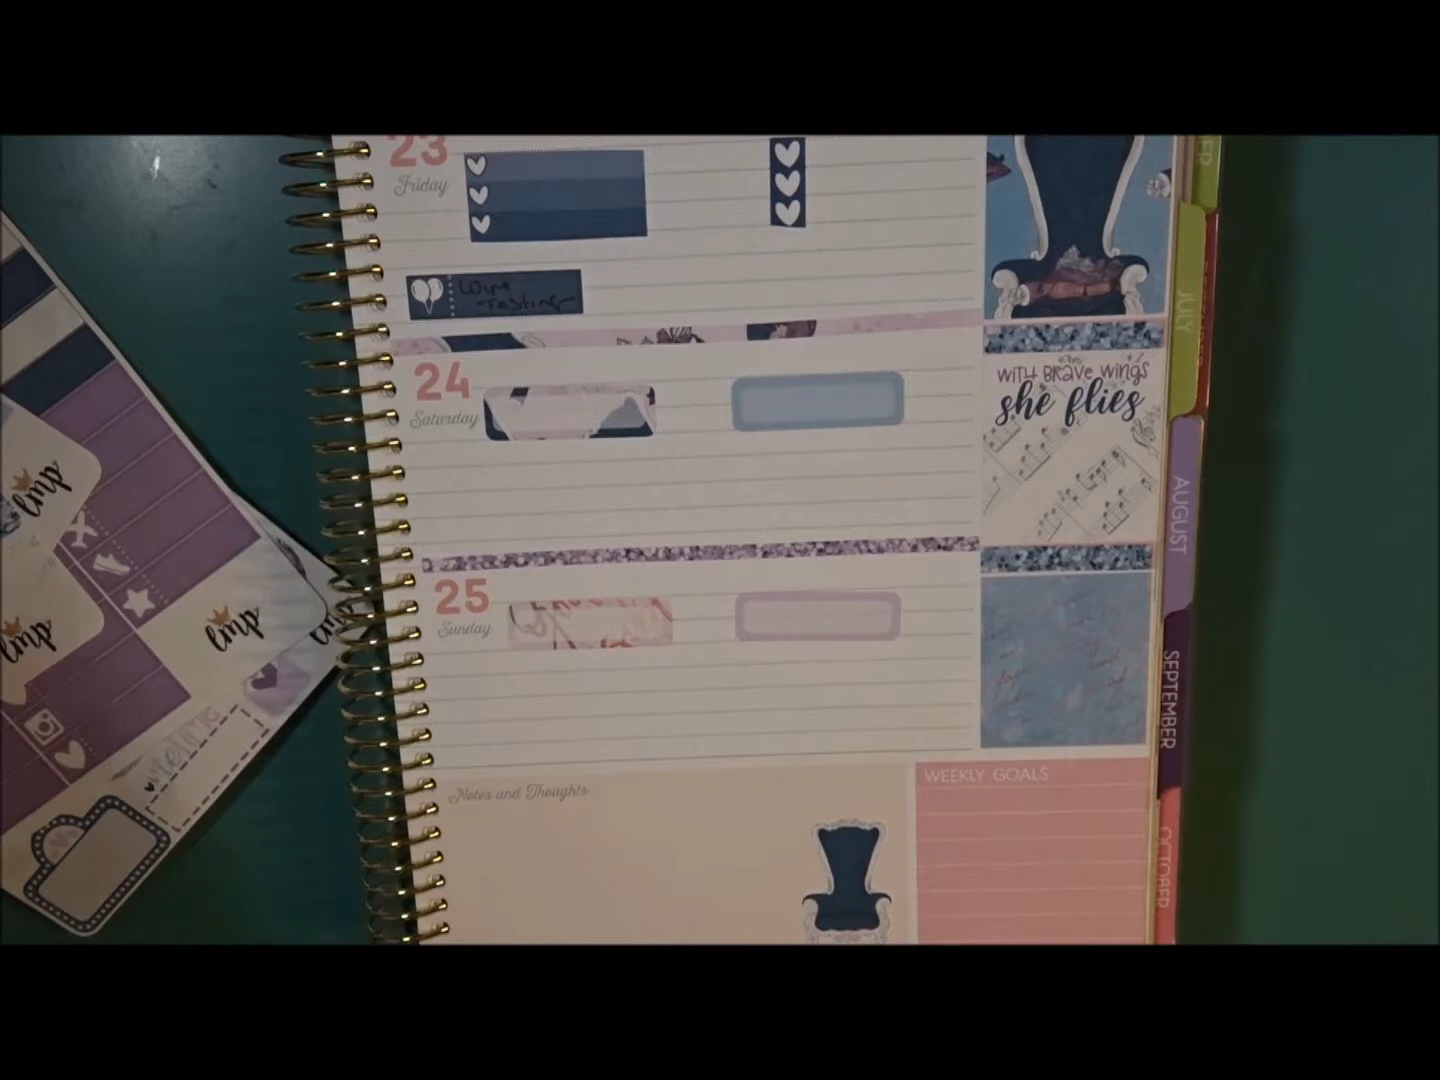 23
Friday
Wine
Tasting
24
Saturday
with brave wings
she flies
25
Sunday
Notes and Thoughts
WEEKLY GOALS
JULY
AUGUST
SEPTEMBER
OCTOBER
lmp
lmp
lmp